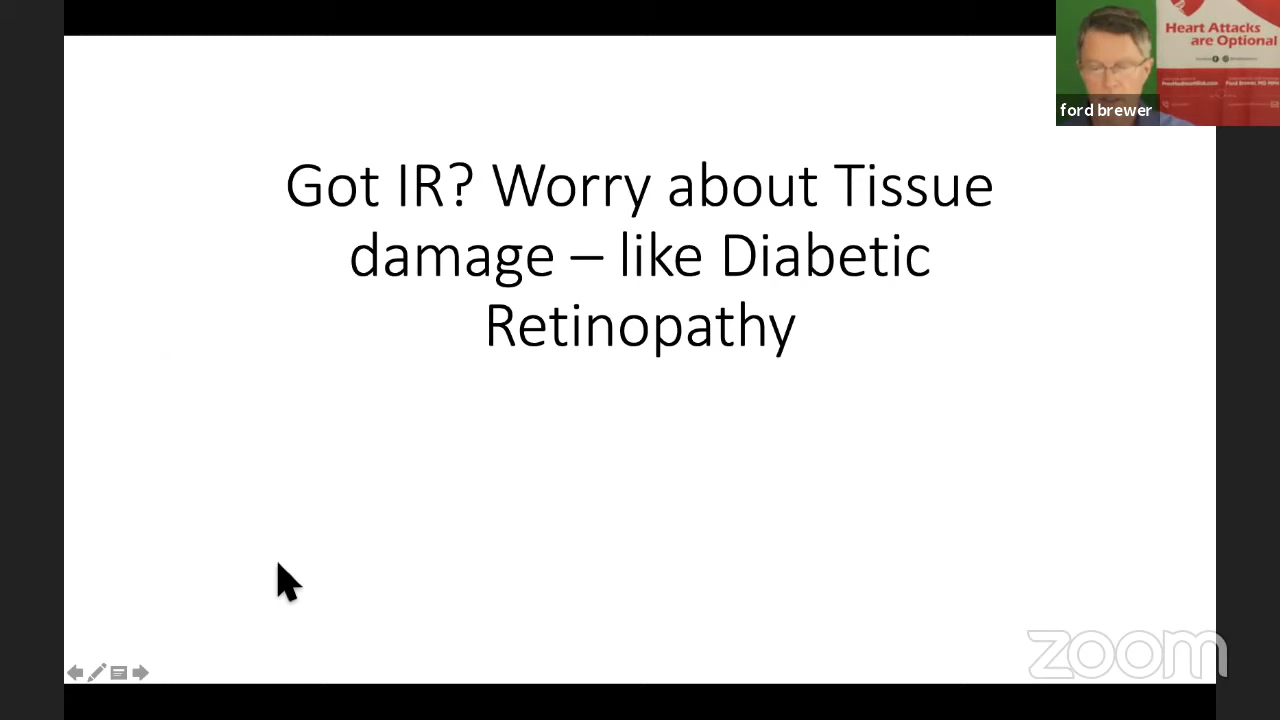 Heart Attacks
are Optional
ford brewer
Got IR? Worry about Tissue
damage – like Diabetic
Retinopathy
zoom